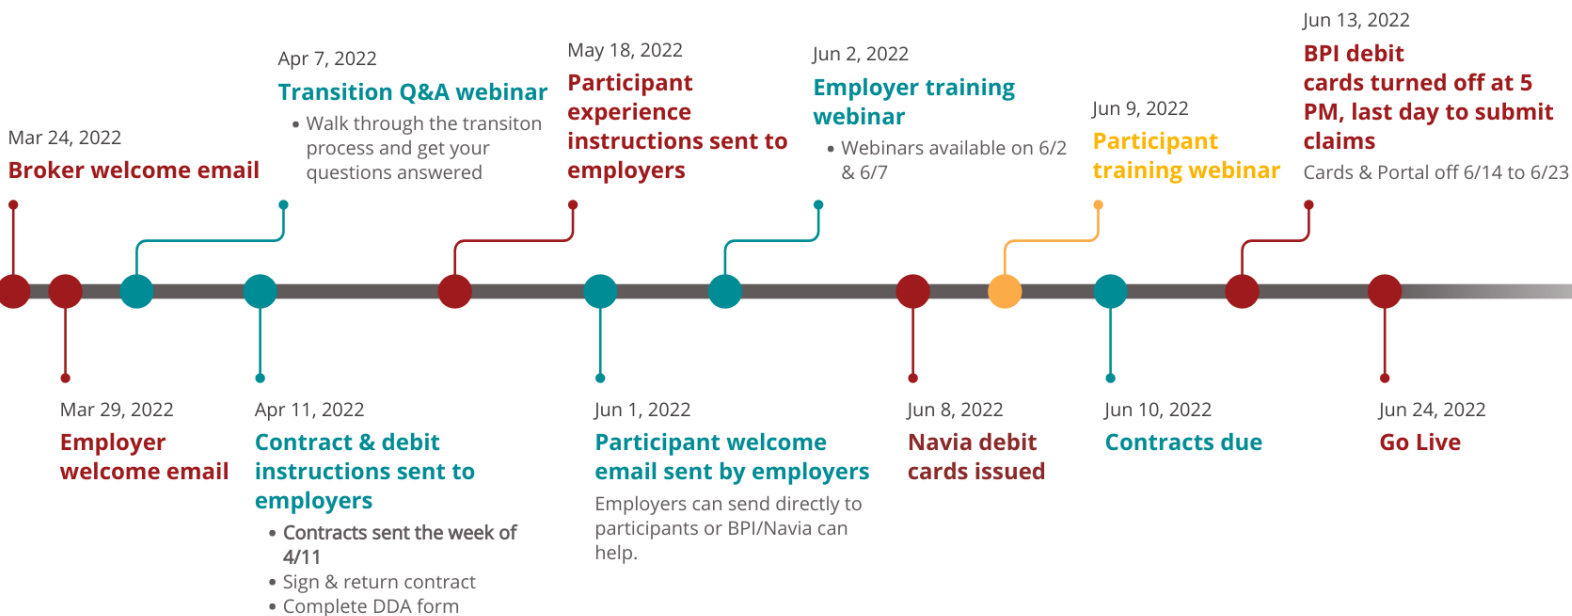 Mar 24, 2022
Broker welcome email
Apr 7, 2022
Transition Q&A webinar
• Walk through the transiton
process and get your
questions answered
May 18, 2022
Participant
experience
instructions sent to
employers
Jun 2, 2022
Employer training
webinar
• Webinars available on 6/2
& 6/7
Jun 9, 2022
Participant
training webinar
Jun 13, 2022
BPI debit
cards turned off at 5
PM, last day to submit
claims
Cards & Portal off 6/14 to 6/23
Mar 29, 2022
Employer
welcome email
Apr 11, 2022
Contract & debit
instructions sent to
employers
• Contracts sent the week of
4/11
• Sign & return contract
• Complete DDA form
Jun 1, 2022
Participant welcome
email sent by employers
Employers can send directly to
participants or BPI/Navia can
help.
Jun 8, 2022
Navia debit
cards issued
Jun 10, 2022
Contracts due
Jun 24, 2022
Go Live